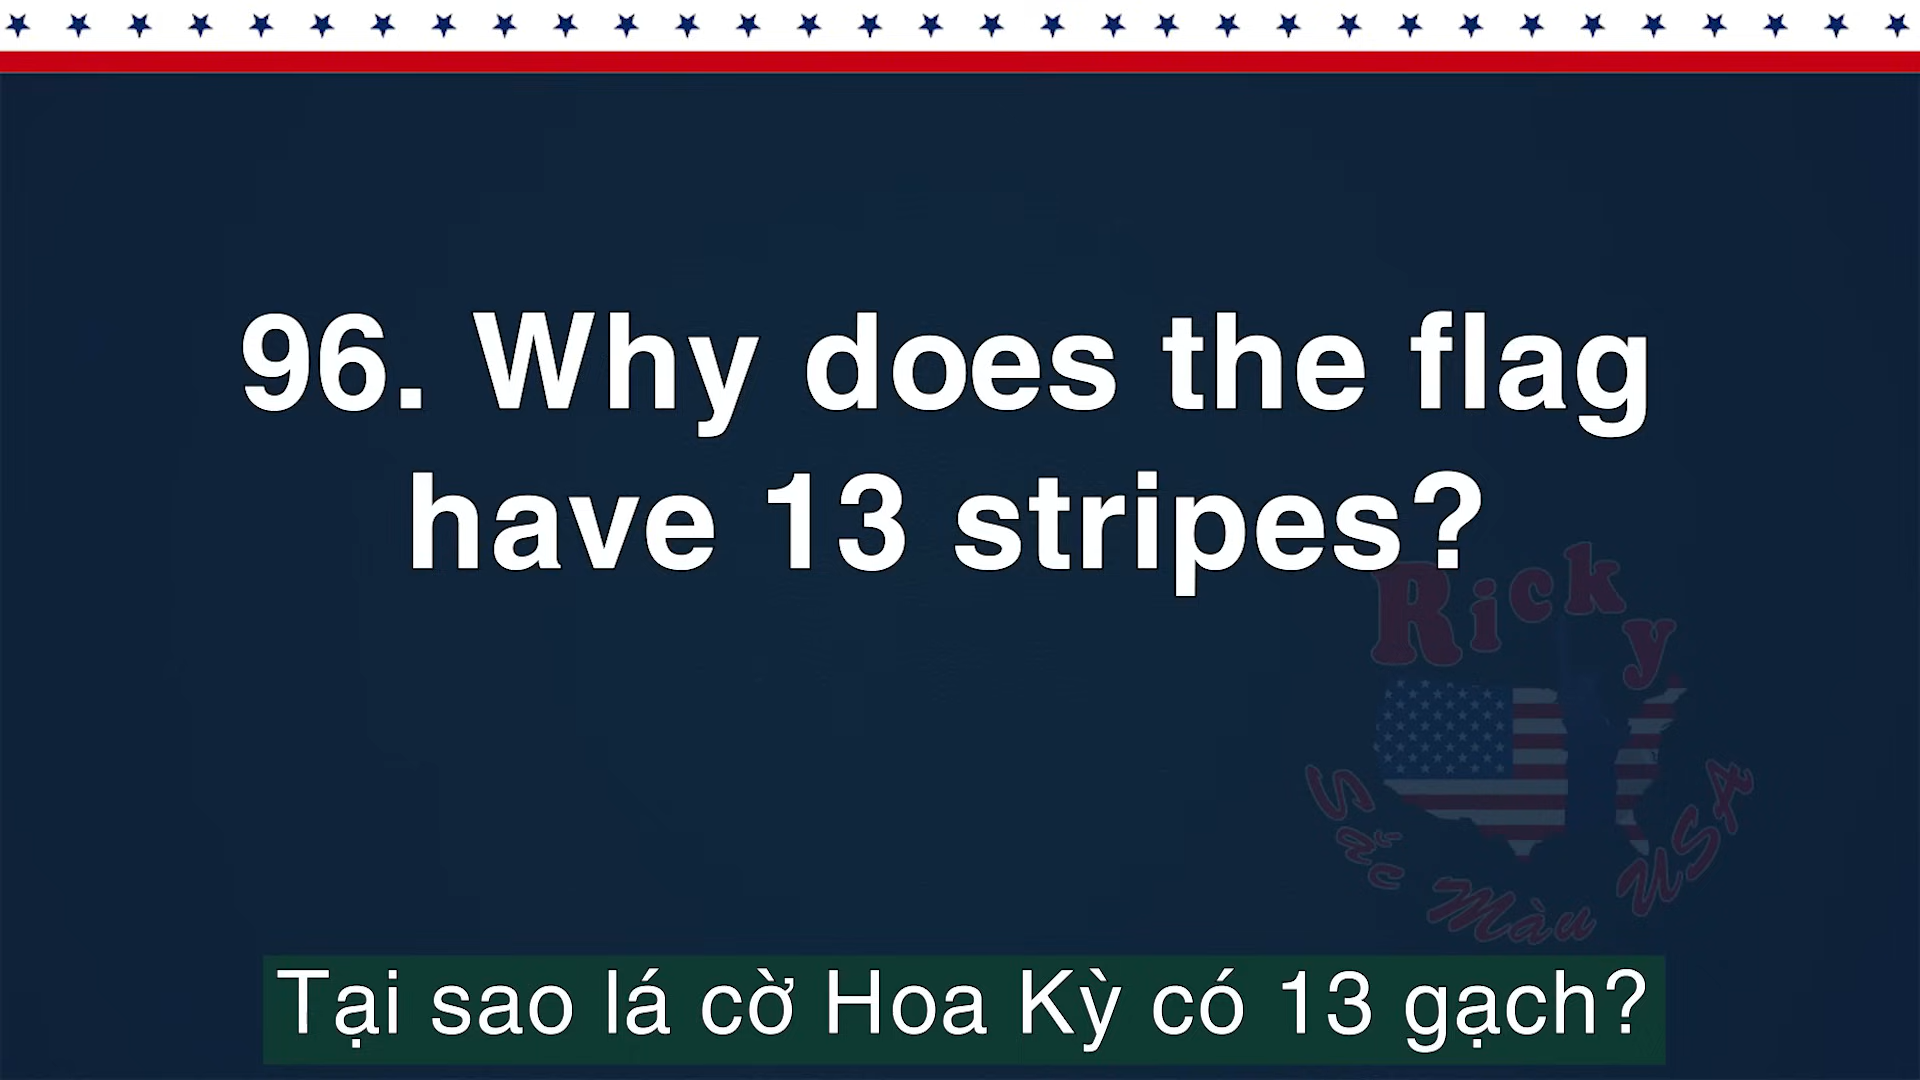 96. Why does the flag
have 13 stripes?
Ricky
Sắc Màu USA
Tại sao lá cờ Hoa Kỳ có 13 gạch?